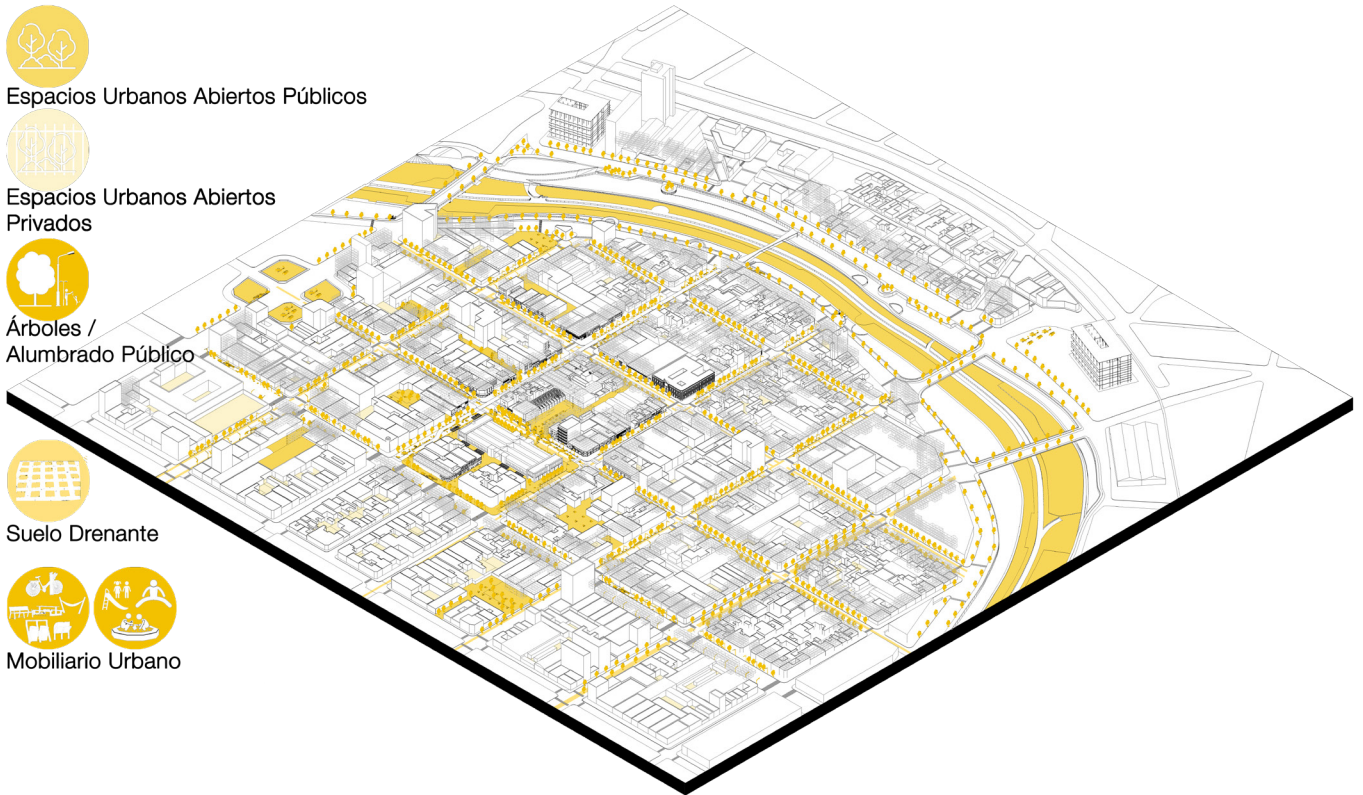 Espacios Urbanos Abiertos Públicos
Espacios Urbanos Abiertos
Privados
Árboles /
Alumbrado Público
Suelo Drenante
Mobiliario Urbano